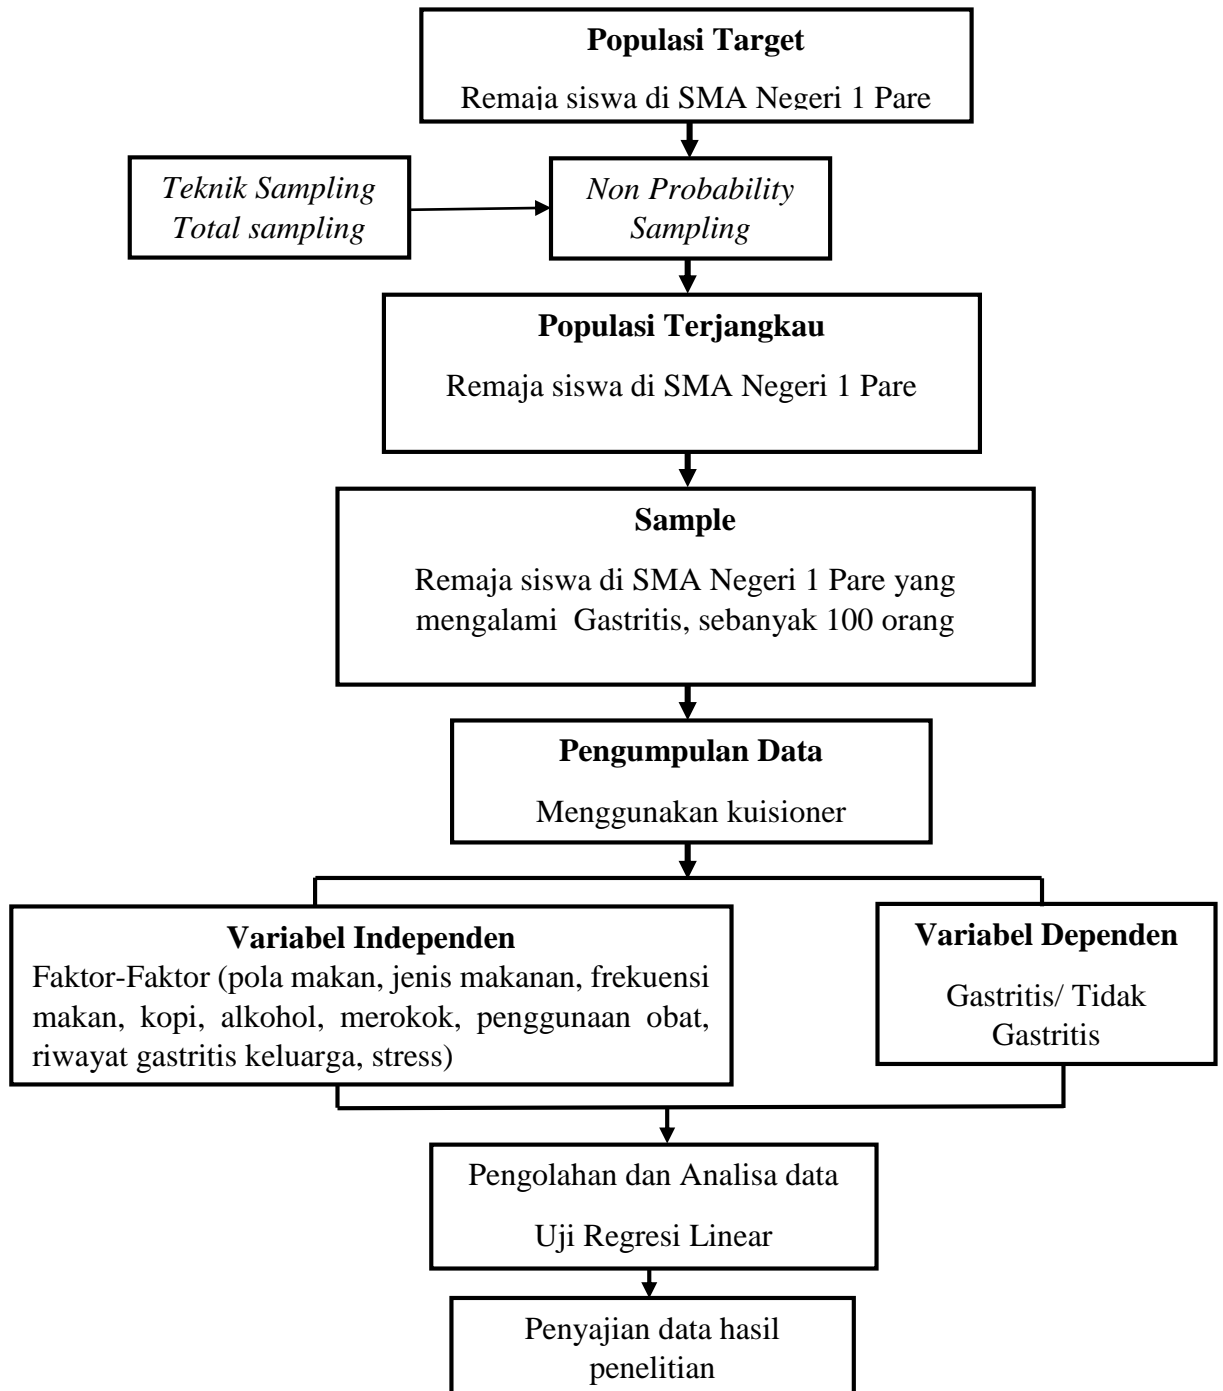 Populasi Target
Remaja siswa di SMA Negeri 1 Pare
Teknik Sampling
Total sampling
Non Probability
Sampling
Populasi Terjangkau
Remaja siswa di SMA Negeri 1 Pare
Sample
Remaja siswa di SMA Negeri 1 Pare yang
mengalami Gastritis, sebanyak 100 orang
Pengumpulan Data
Menggunakan kuisioner
Variabel Independen
Faktor-Faktor (pola makan, jenis makanan, frekuensi
makan, kopi, alkohol, merokok, penggunaan obat,
riwayat gastritis keluarga, stress)
Variabel Dependen
Gastritis/ Tidak
Gastritis
Pengolahan dan Analisa data
Uji Regresi Linear
Penyajian data hasil
penelitian